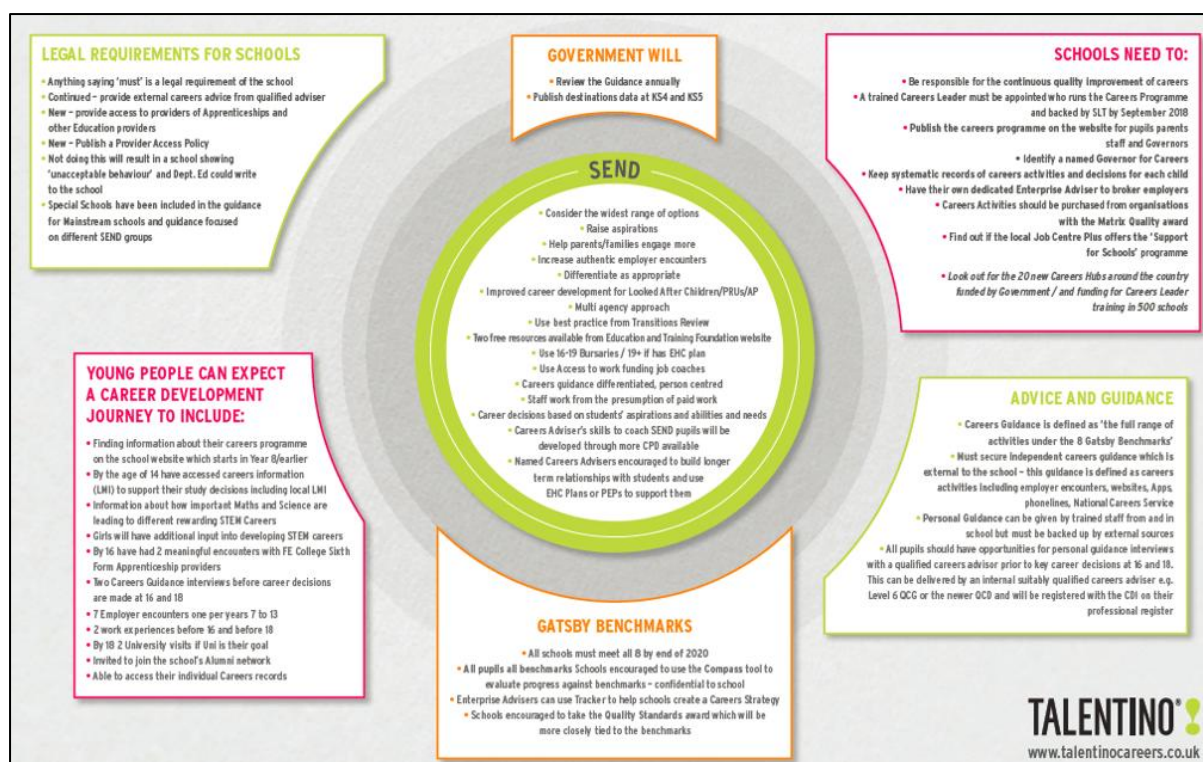 LEGAL REQUIREMENTS FOR SCHOOLS
• Anything saying 'must' is a legal requirement of the school
• Continued – provide external careers advice from qualified adviser
• New – provide access to providers of Apprenticeships and
other Education providers
• New – Publish a Provider Access Policy
• Not doing this will result in a school showing
'unacceptable behaviour' and Dept. Ed could write
to the school
• Special Schools have been included in the guidance
for Mainstream schools and guidance focused
on different SEND groups
GOVERNMENT WILL
• Review the Guidance annually
• Publish destinations data at KS4 and KS5
SCHOOLS NEED TO:
• Be responsible for the continuous quality improvement of careers
• A trained Careers Leader must be appointed who runs the Careers Programme
and backed by SLT by September 2018
• Publish the careers programme on the website for pupils parents
staff and Governors
• Identify a named Governor for Careers
• Keep systematic records of careers activities and decisions for each child
• Have their own dedicated Enterprise Adviser to broker employers
• Careers Activities should be purchased from organisations
with the Matrix Quality award
• Find out if the local Job Centre Plus offers the 'Support
for Schools' programme
• Look out for the 20 new Careers Hubs around the country
funded by Government / and funding for Careers Leader
training in 500 schools
SEND
• Consider the widest range of options
• Raise aspirations
• Help parents/families engage more
• Increase authentic employer encounters
• Differentiate as appropriate
• Improved career development for Looked After Children/PRUs/AP
• Multi agency approach
• Use best practice from Transitions Review
• Two free resources available from Education and Training Foundation website
• Use 16-19 Bursaries / 19+ if has EHC plan
• Use Access to work funding job coaches
• Careers guidance differentiated, person centred
• Staff work from the presumption of paid work
• Career decisions based on students' aspirations and abilities and needs
• Careers Adviser's skills to coach SEND pupils will be
developed through more CPD available
• Named Careers Advisers encouraged to build longer
term relationships with students and use
EHC Plans or PEPs to support them
YOUNG PEOPLE CAN EXPECT
A CAREER DEVELOPMENT
JOURNEY TO INCLUDE:
• Finding information about their careers programme
on the school website which starts in Year 8/earlier
• By the age of 14 have accessed careers information
(LMI) to support their study decisions including local LMI
• Information about how important Maths and Science are
leading to different rewarding STEM Careers
• Girls will have additional input into developing STEM careers
• By 16 have had 2 meaningful encounters with FE College Sixth
Form Apprenticeship providers
• Two Careers Guidance interviews before career decisions
are made at 16 and 18
• 7 Employer encounters one per years 7 to 13
• 2 work experiences before 16 and before 18
• By 18 2 University visits if Uni is their goal
• Invited to join the school's Alumni network
• Able to access their individual Careers records
GATSBY BENCHMARKS
• All schools must meet all 8 by end of 2020
• All pupils all benchmarks Schools encouraged to use the Compass tool to
evaluate progress against benchmarks – confidential to school
• Enterprise Advisers can use Tracker to help schools create a Careers Strategy
• Schools encouraged to take the Quality Standards award which will be
more closely tied to the benchmarks
ADVICE AND GUIDANCE
• Careers Guidance is defined as 'the full range of
activities under the 8 Gatsby Benchmarks'
• Must secure independent careers guidance which is
external to the school – this guidance is defined as careers
activities including employer encounters, websites, Apps,
phonelines, National Careers Service
• Personal Guidance can be given by trained staff from and in
school but must be backed up by external sources
• All pupils should have opportunities for personal guidance interviews
with a qualified careers advisor prior to key career decisions at 16 and 18.
This can be delivered by an internal suitably qualified careers adviser e.g.
Level 6 QCG or the newer QCD and will be registered with the CDI on their
professional register
TALENTINO®!
www.talentinocareers.co.uk